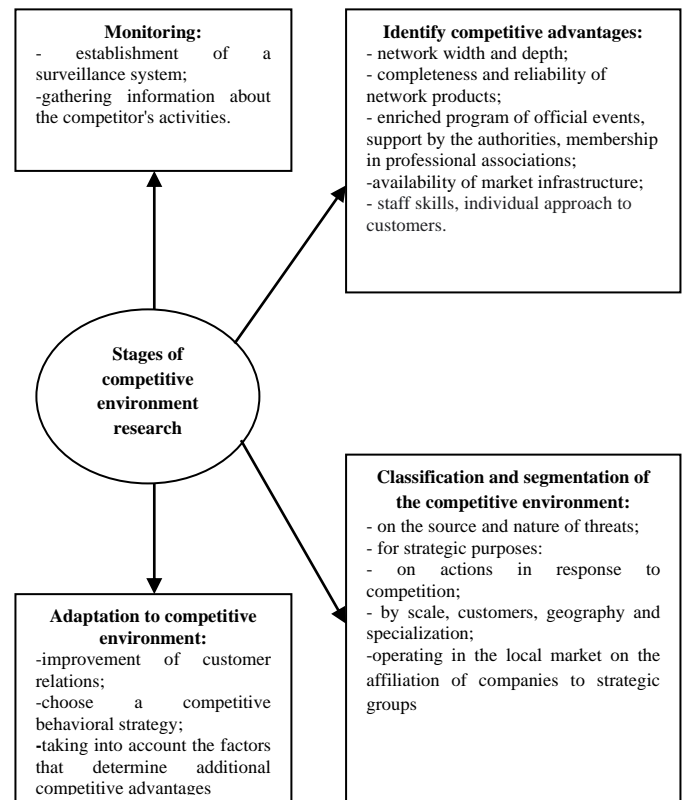 Monitoring:
- establishment of a
surveillance system;
-gathering information about
the competitor's activities.
Identify competitive advantages:
- network width and depth;
- completeness and reliability of
network products;
- enriched program of official events,
support by the authorities, membership
in professional associations;
-availability of market infrastructure;
- staff skills, individual approach to
customers.
Stages of
competitive
environment
research
Classification and segmentation of
the competitive environment:
- on the source and nature of threats;
- for strategic purposes:
- on actions in response to
competition;
- by scale, customers, geography and
specialization;
-operating in the local market on the
affiliation of companies to strategic
groups
Adaptation to competitive
environment:
-improvement of customer
relations;
-choose a competitive
behavioral strategy;
-taking into account the factors
that determine additional
competitive advantages